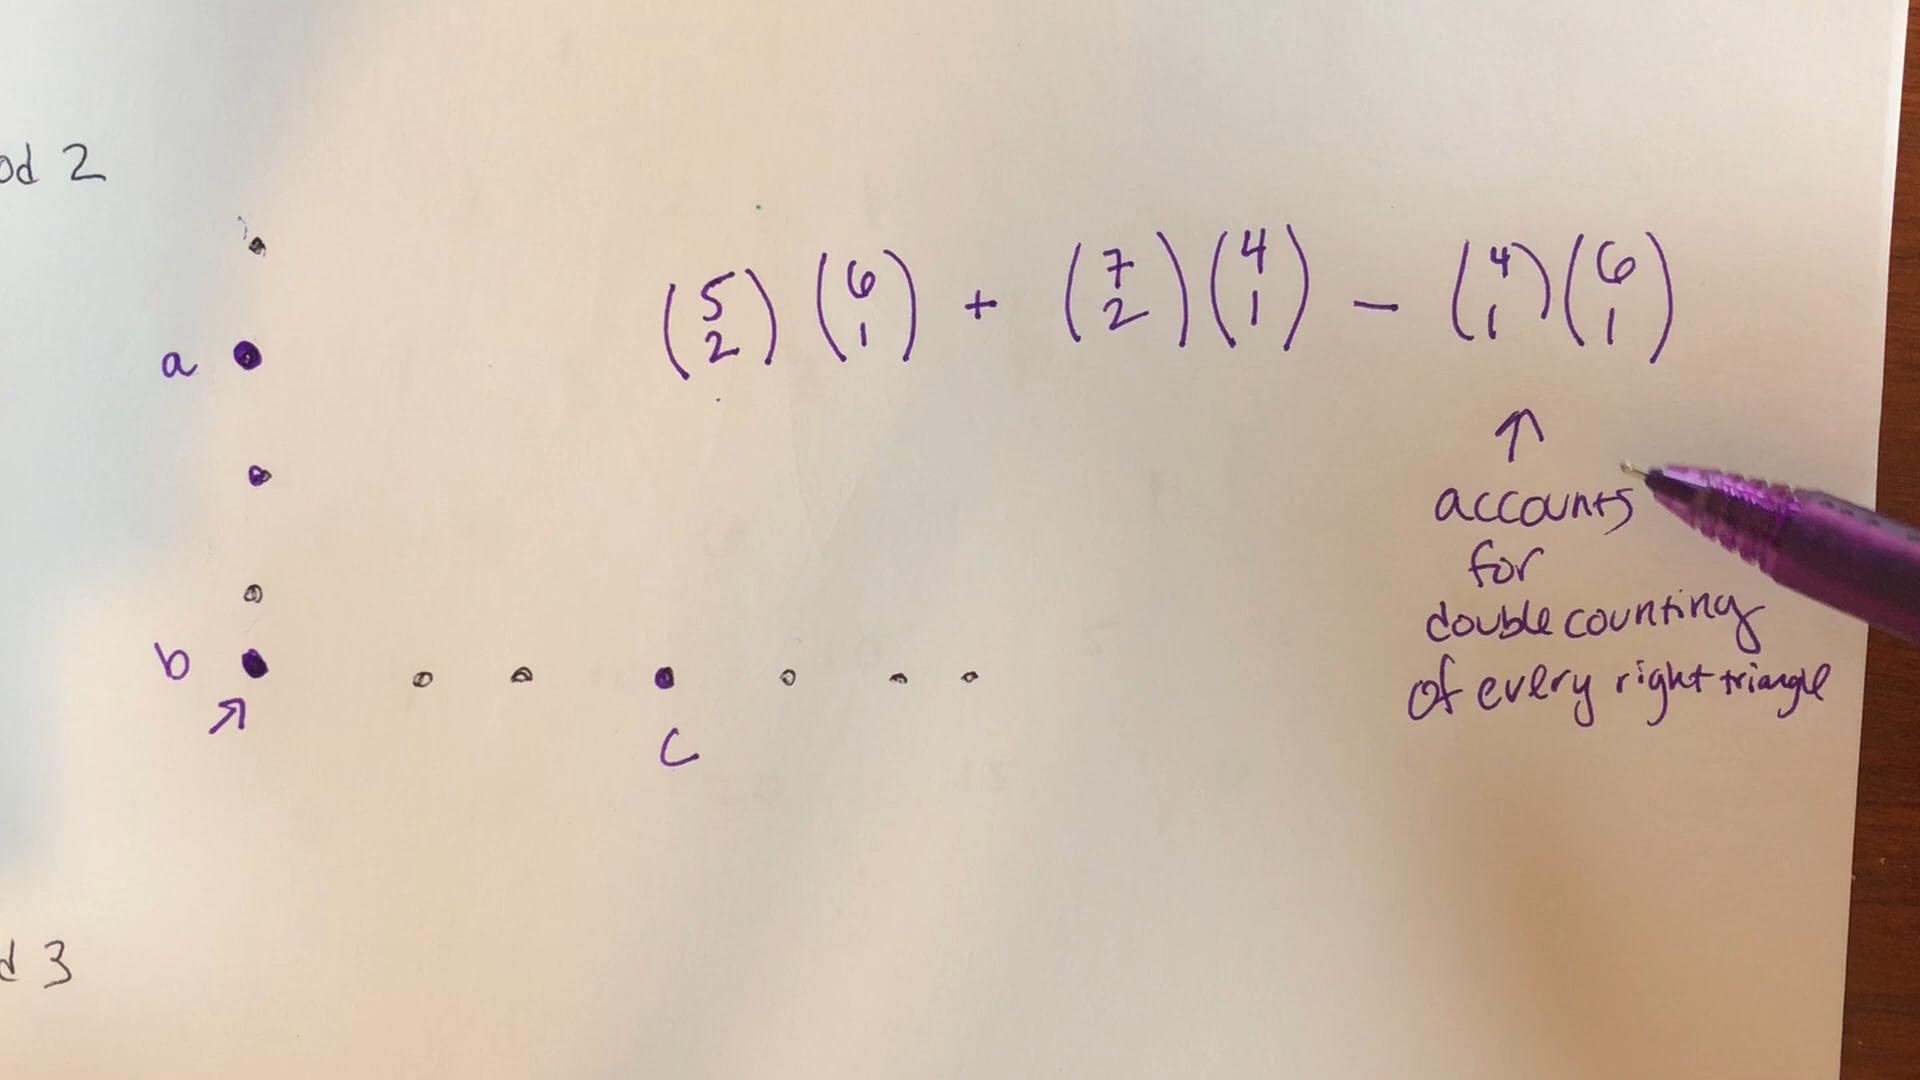 od 2
(5 2)(6 1) + (7 2)(4 1) − (4 1)(6 1)
a
↑
accounts
for
double counting
of every right triangle
b
↗
c
d 3